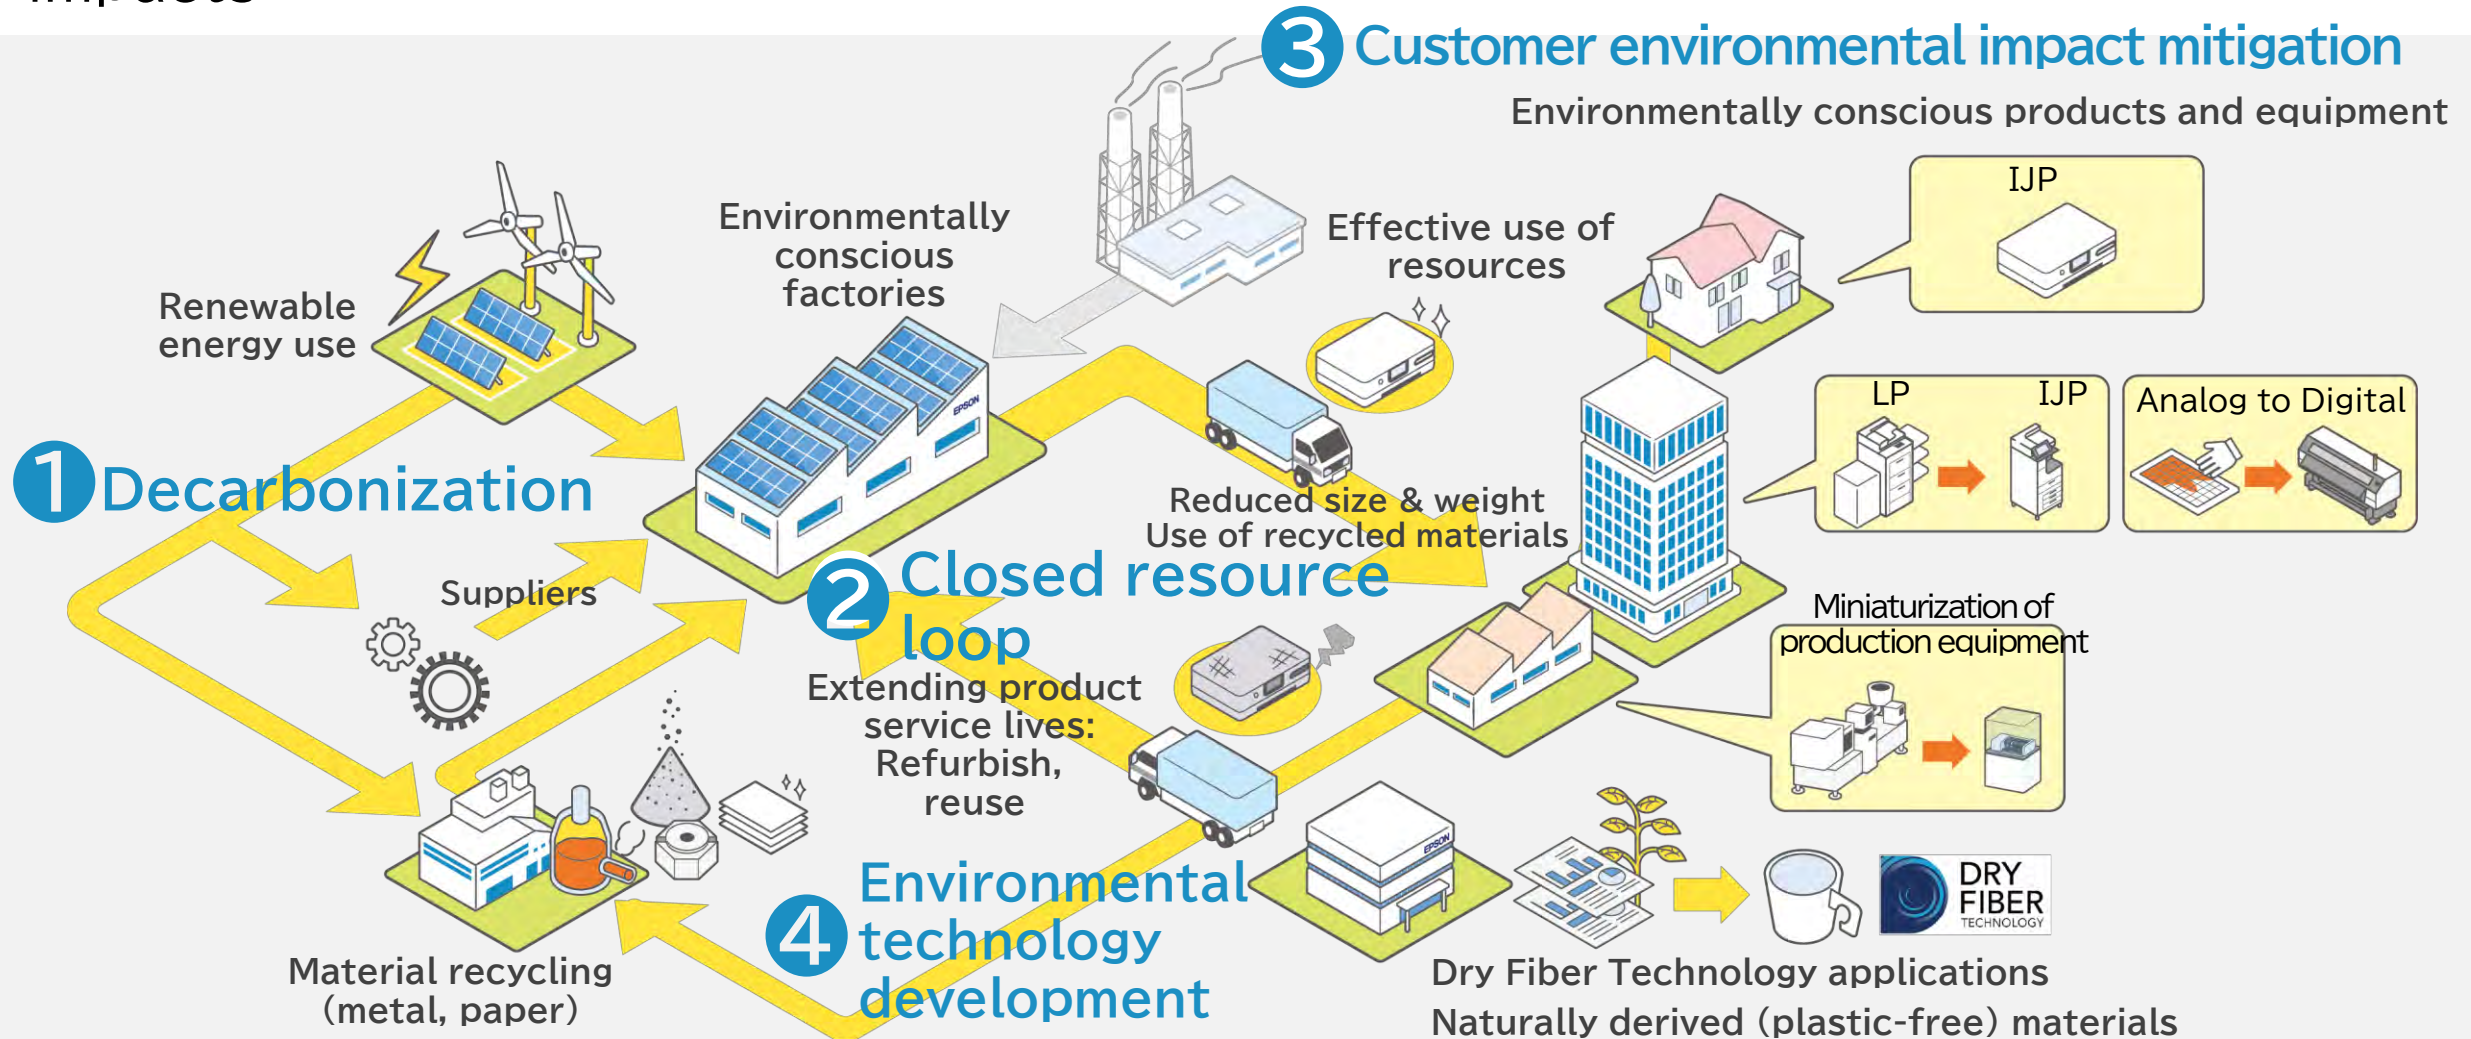 impacts
3 Customer environmental impact mitigation
Environmentally conscious products and equipment
IJP
Environmentally
conscious
factories
Effective use of
resources
Renewable
energy use
LP
IJP
Analog to Digital
EPSON
1 Decarbonization
Reduced size & weight
Use of recycled materials
2 Closed resource
loop
Suppliers
Miniaturization of
production equipment
Extending product
service lives:
Refurbish,
reuse
EPSON
4 Environmental
technology
development
DRY
FIBER
TECHNOLOGY
Material recycling
(metal, paper)
Dry Fiber Technology applications
Naturally derived (plastic-free) materials